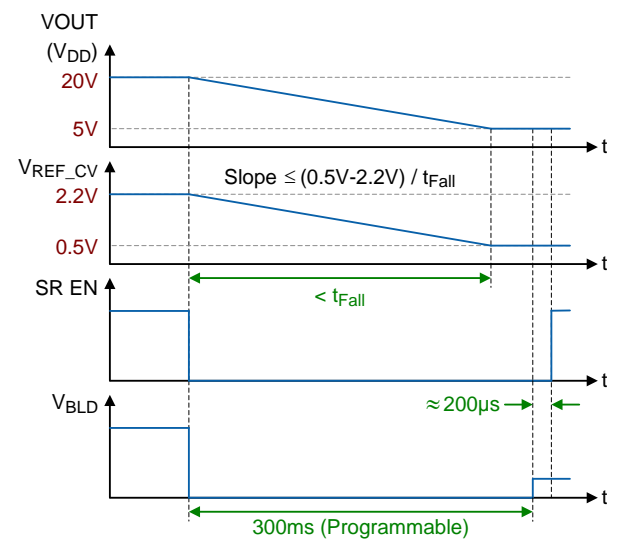 VOUT
(VDD)
20V
5V
t
VREF_CV
Slope ≤ (0.5V-2.2V) / tFall
2.2V
0.5V
t
SR EN
< tFall
t
VBLD
≈200µs
t
300ms (Programmable)